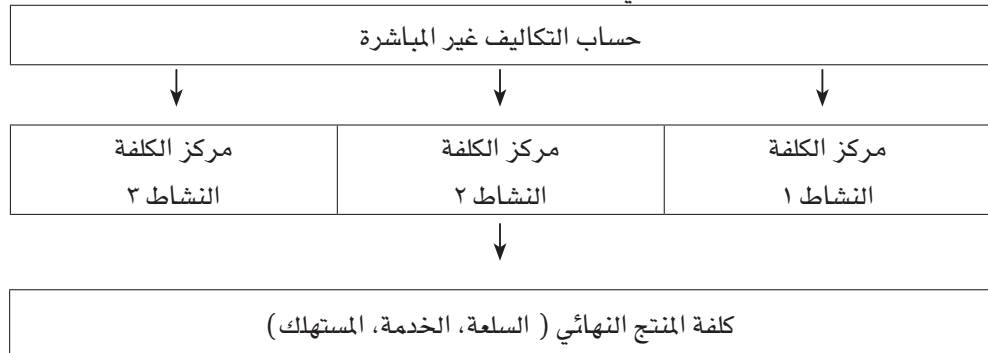 حساب التكاليف غير المباشرة
مركز الكلفة
النشاط ١
مركز الكلفة
النشاط ٢
مركز الكلفة
النشاط ٣
كلفة المنتج النهائي ( السلعة، الخدمة، المستهلك)